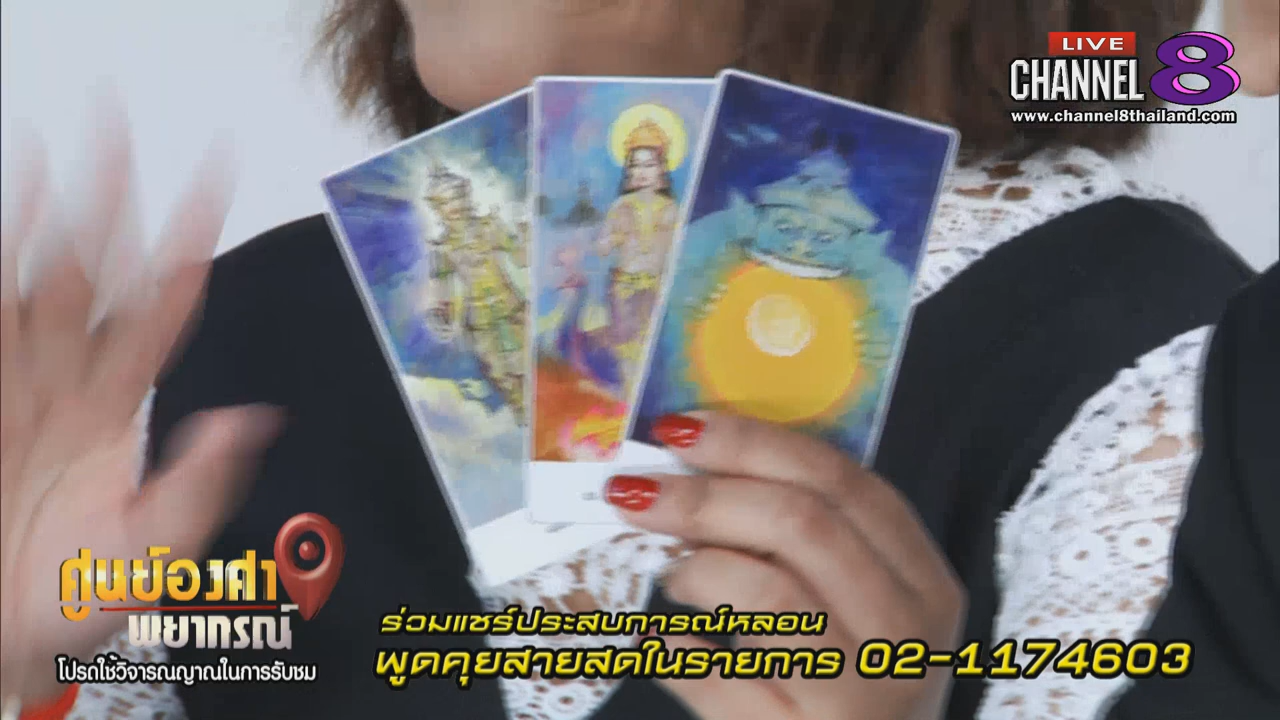 LIVE
CHANNEL 8
www.channel8thailand.com
ศูนย์องศา
พยากรณ์
โปรดใช้วิจารณญาณในการรับชม
ร่วมแชร์ประสบการณ์หลอน
พูดคุยสายสดในรายการ 02-1174603